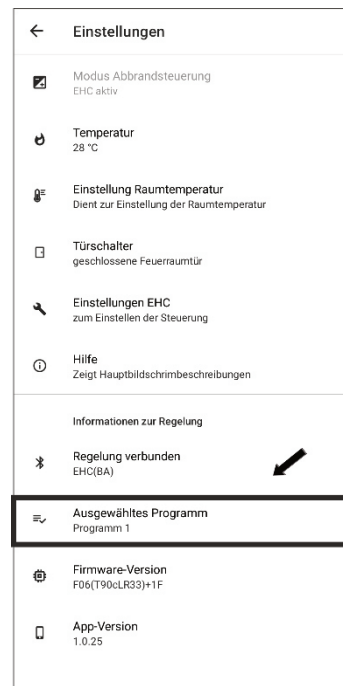 Einstellungen
Modus Abbrandsteuerung
EHC aktiv
Temperatur
28 °C
Einstellung Raumtemperatur
Dient zur Einstellung der Raumtemperatur
Türschalter
geschlossene Feuerraumtür
Einstellungen EHC
zum Einstellen der Steuerung
Hilfe
Zeigt Hauptbildschrimbeschreibungen
Informationen zur Regelung
Regelung verbunden
EHC(BA)
Ausgewähltes Programm
Programm 1
Firmware-Version
F06(T90cLR33)+1F
App-Version
1.0.25